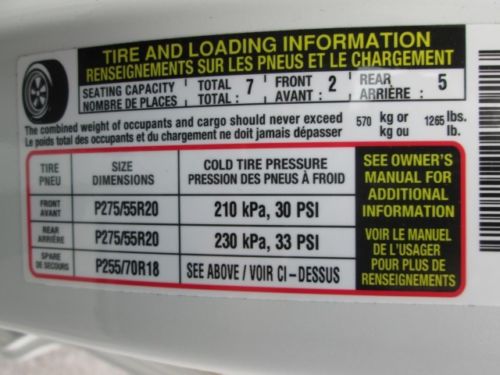 TIRE AND LOADING INFORMATION
RENSEIGNEMENTS SUR LES PNEUS ET LE CHARGEMENT
SEATING CAPACITY TOTAL : 7 FRONT : 2 REAR : 5
NOMBRE DE PLACES TOTAL : 7 AVANT : 2 ARRIÈRE : 5
The combined weight of occupants and cargo should never exceed 570 kg or 1265 lbs.
Le poids total des occupants et du chargement ne doit jamais dépasser kg ou lb.
TIRE SIZE COLD TIRE PRESSURE
PNEU DIMENSIONS PRESSION DES PNEUS À FROID
FRONT
AVANT P275/55R20 210 kPa, 30 PSI
REAR
ARRIÈRE P275/55R20 230 kPa, 33 PSI
SPARE
DE SECOURS P255/70R18 SEE ABOVE / VOIR CI-DESSUS
SEE OWNER'S
MANUAL FOR
ADDITIONAL
INFORMATION
VOIR LE MANUEL
DE L'USAGER
POUR PLUS DE
RENSEIGNEMENTS